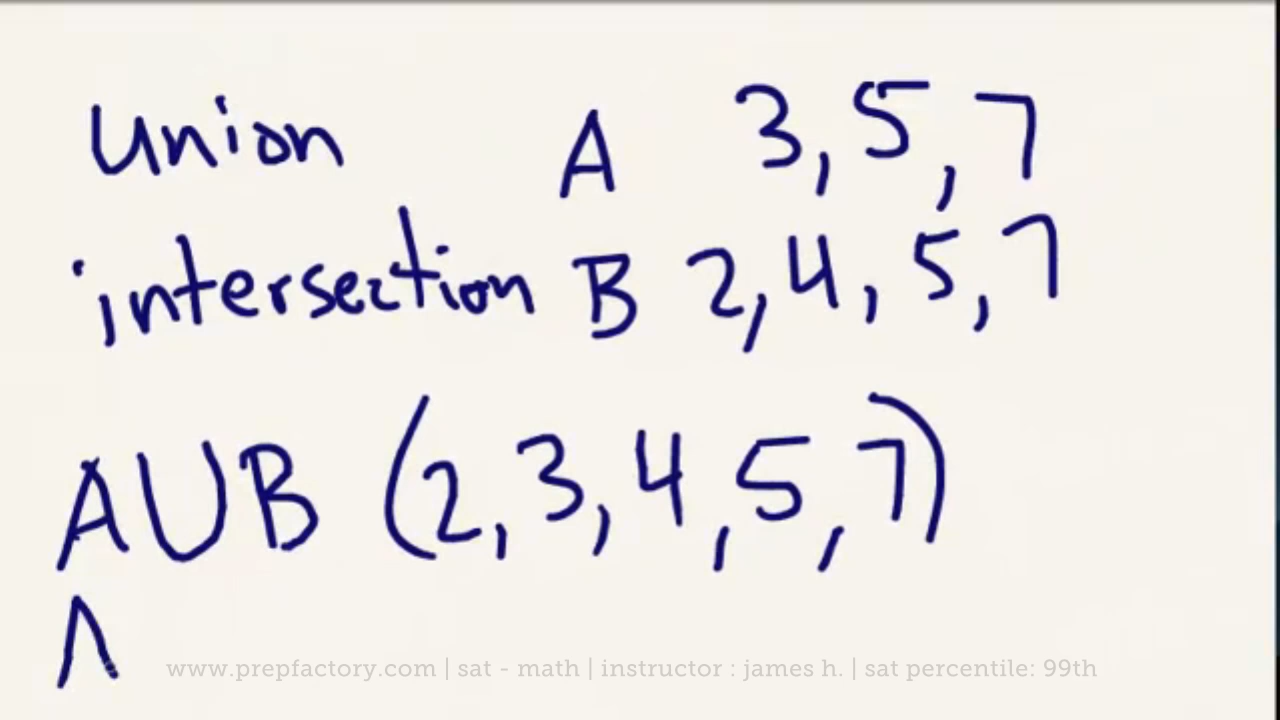 Union A 3,5,7
intersection B 2,4,5,7
AUB (2,3,4,5,7)
www.prepfactory.com | sat - math | instructor : james h. | sat percentile: 99th